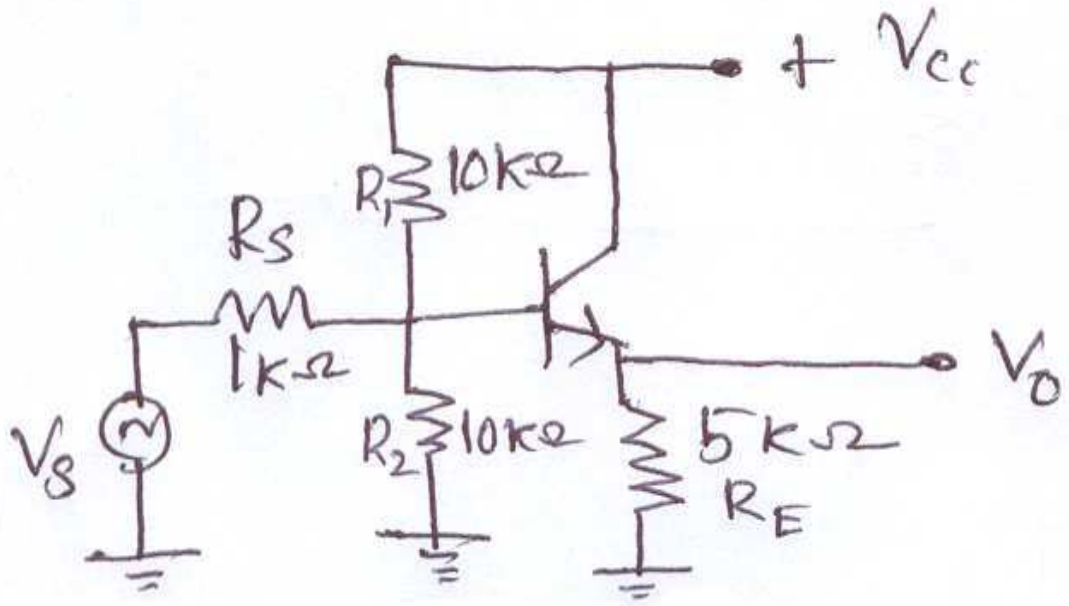 + Vcc
R1 10KΩ
RS
1KΩ
VS
R2 10KΩ
5KΩ
RE
VO